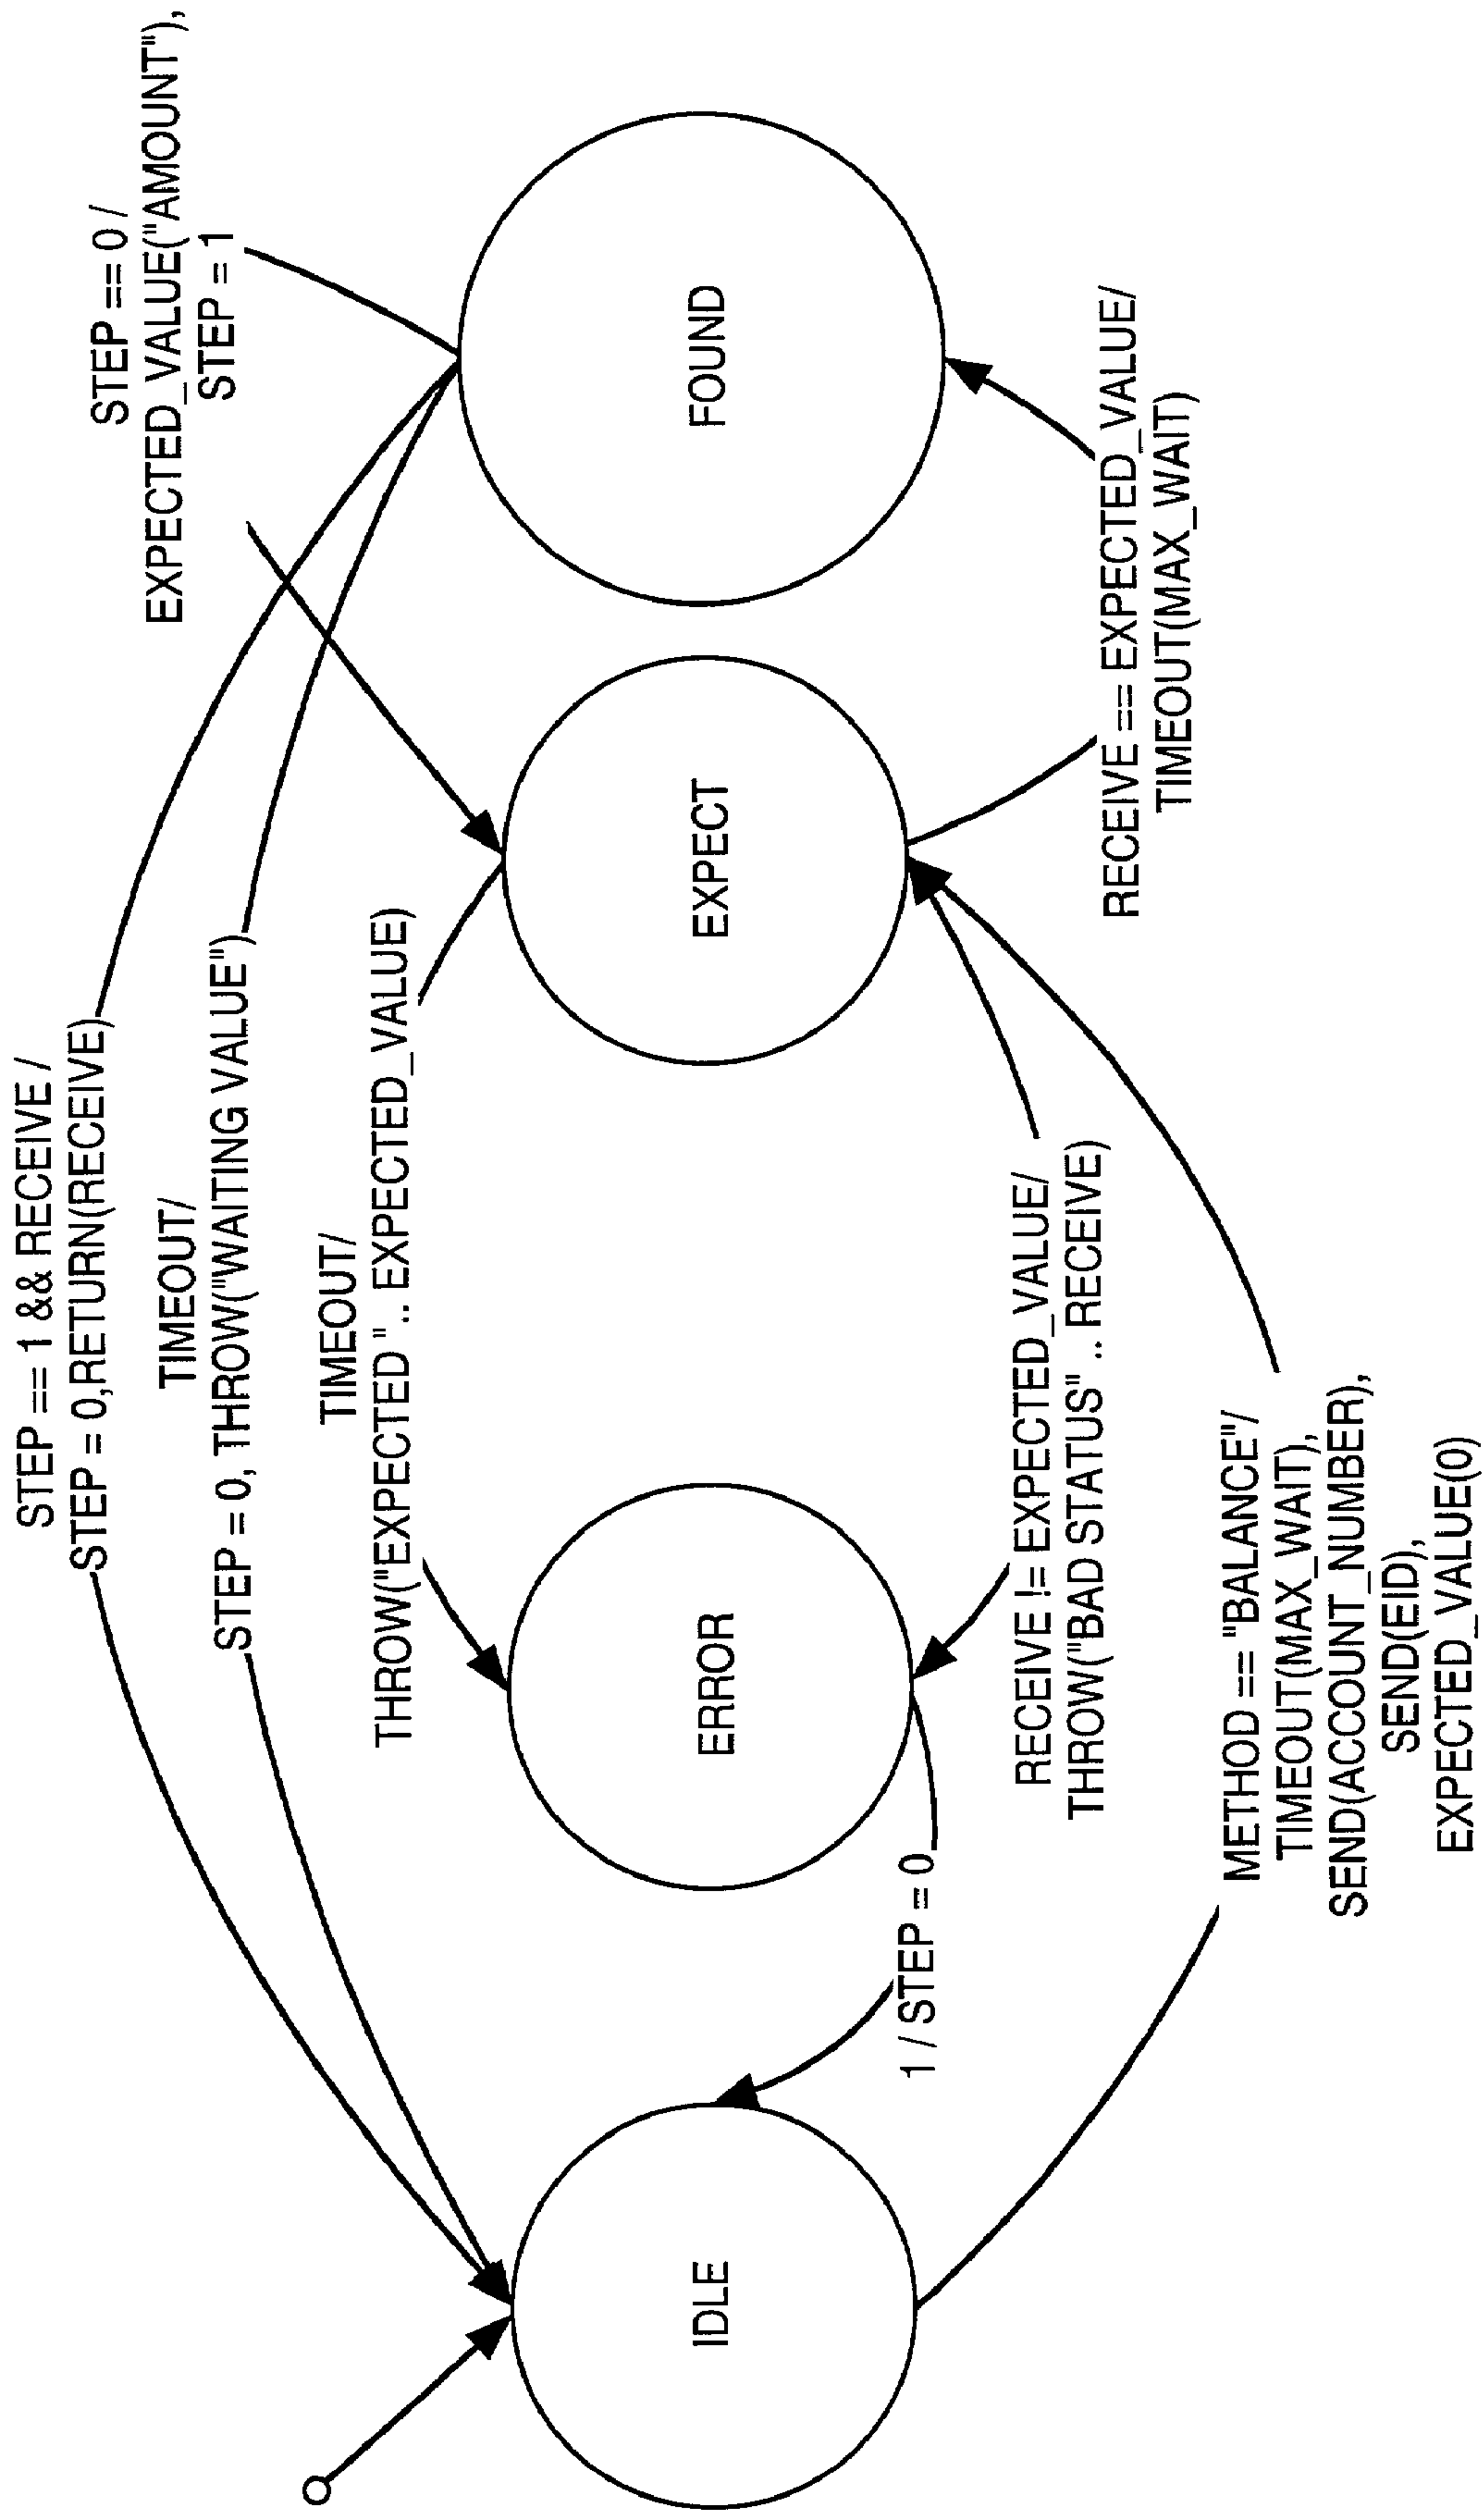 STEP == 1 && RECEIVE /
STEP = 0,RETURN(RECEIVE)
TIMEOUT/
STEP = 0, THROW("WAITING VALUE")
TIMEOUT/
THROW("EXPECTED" .. EXPECTED_VALUE)
STEP == 0 /
EXPECTED_VALUE("AMOUNT"),
STEP = 1
IDLE
ERROR
EXPECT
FOUND
1 / STEP = 0
RECEIVE != EXPECTED_VALUE/
THROW("BAD STATUS" .. RECEIVE)
RECEIVE == EXPECTED_VALUE/
TIMEOUT(MAX_WAIT)
METHOD == "BALANCE"/
TIMEOUT(MAX_WAIT),
SEND(ACCOUNT_NUMBER),
SEND(EID),
EXPECTED_VALUE(0)